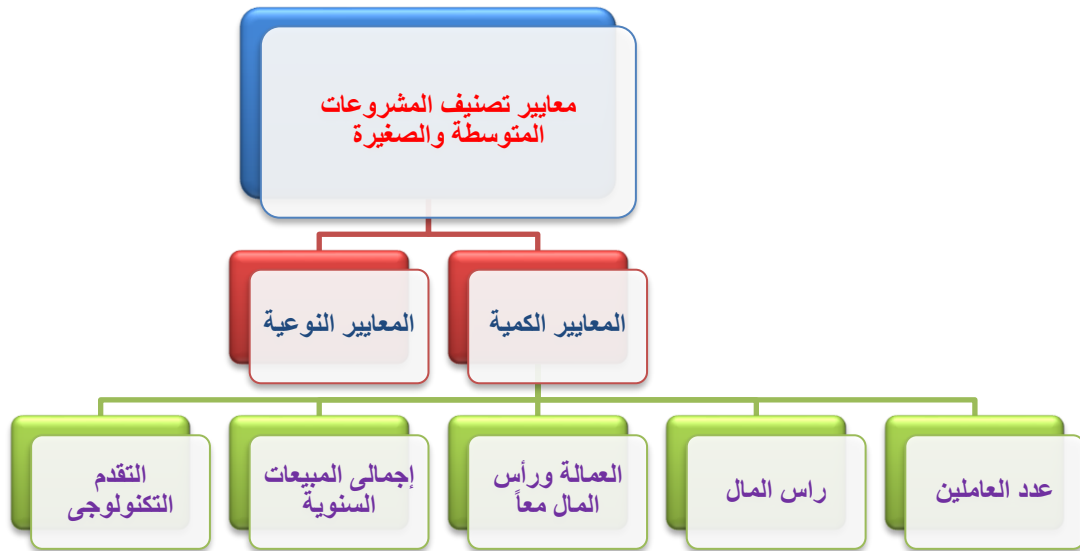 معايير تصنيف المشروعات
المتوسطة والصغيرة
المعايير الكمية
المعايير النوعية
عدد العاملين
راس المال
العمالة ورأس
المال معاً
إجمالى المبيعات
السنوية
التقدم
التكنولوجى